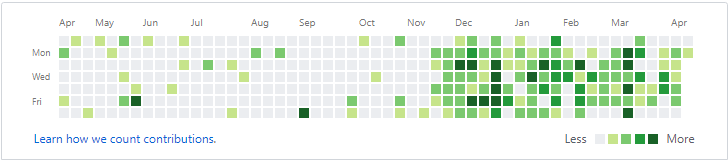 Apr May Jun Jul Aug Sep Oct Nov Dec Jan Feb Mar Apr
Mon
Wed
Fri
Learn how we count contributions. Less More